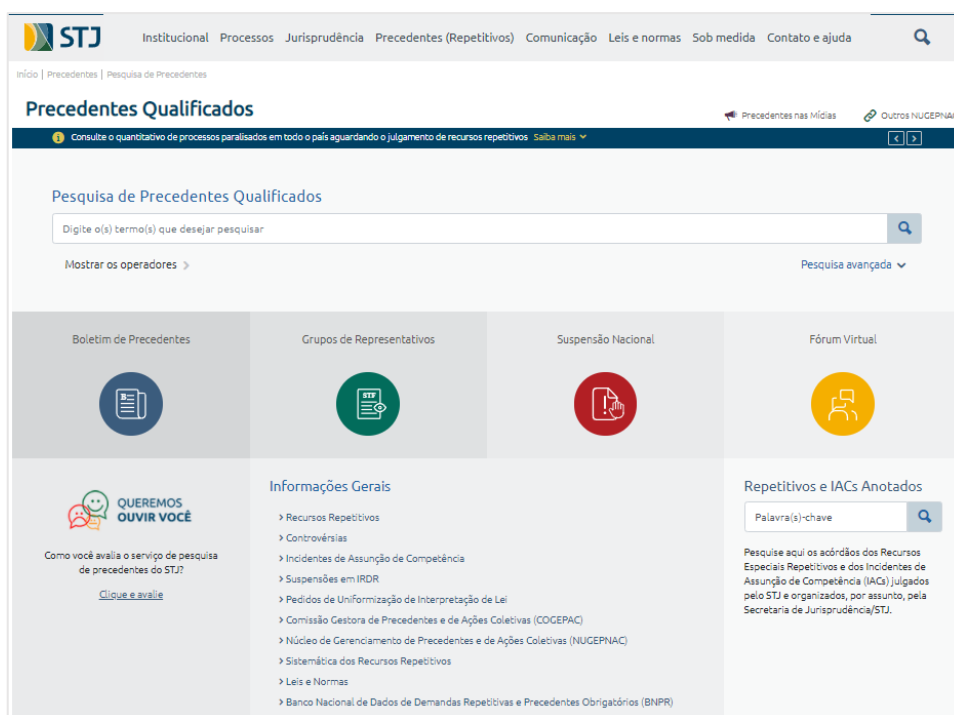 STJ
Institucional Processos Jurisprudência Precedentes (Repetitivos) Comunicação Leis e normas Sob medida Contato e ajuda
Início | Precedentes | Pesquisa de Precedentes
Precedentes Qualificados
Precedentes nas Mídias Outros NUGEPNA
Consulte o quantitativo de processos paralisados em todo o país aguardando o julgamento de recursos repetitivos Saiba mais
Pesquisa de Precedentes Qualificados
Digite o(s) termo(s) que desejar pesquisar
Mostrar os operadores
Pesquisa avançada
Boletim de Precedentes
Grupos de Representativos
Suspensão Nacional
Fórum Virtual
B
STF
QUEREMOS
OUVIR VOCÊ
Como você avalia o serviço de pesquisa
de precedentes do STJ?
Clique e avalie
Informações Gerais
> Recursos Repetitivos
> Controvérsias
> Incidentes de Assunção de Competência
> Suspensões em IRDR
> Pedidos de Uniformização de Interpretação de Lei
> Comissão Gestora de Precedentes e de Ações Coletivas (COGEPAC)
> Núcleo de Gerenciamento de Precedentes e de Ações Coletivas (NUGEPNAC)
> Sistemática dos Recursos Repetitivos
> Leis e Normas
> Banco Nacional de Dados de Demandas Repetitivas e Precedentes Obrigatórios (BNPR)
Repetitivos e IACs Anotados
Palavra(s)-chave
Pesquise aqui os acórdãos dos Recursos
Especiais Repetitivos e dos Incidentes de
Assunção de Competência (IACs) julgados
pelo STJ e organizados, por assunto, pela
Secretaria de Jurisprudência/STJ.